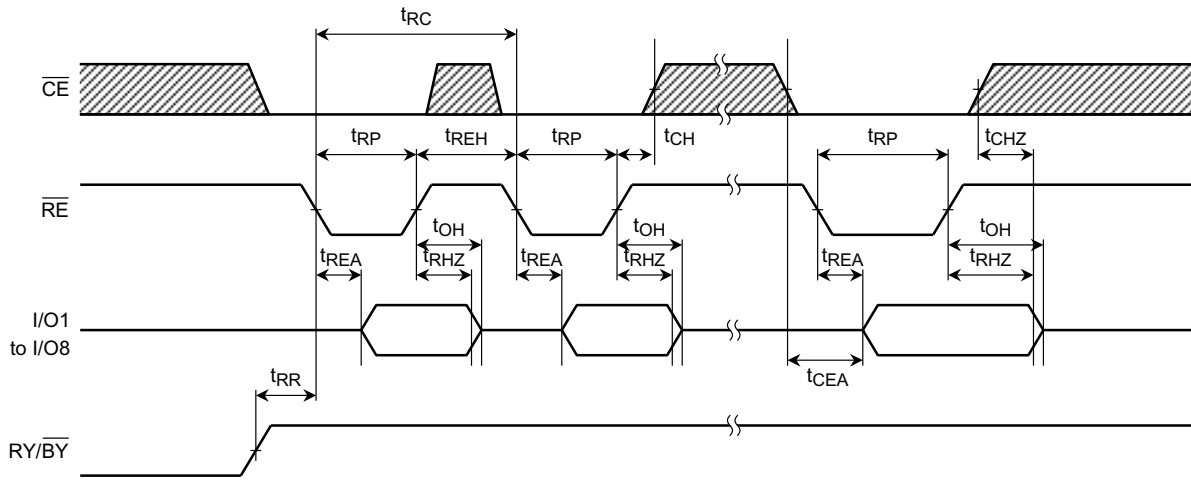 tRC
CE
tRP tREH tRP tCH tRP tCHZ
RE
tOH tOH tOH
tREA tRHZ tREA tRHZ tREA tRHZ
I/O1
to I/O8
tRR tCEA
RY/BY